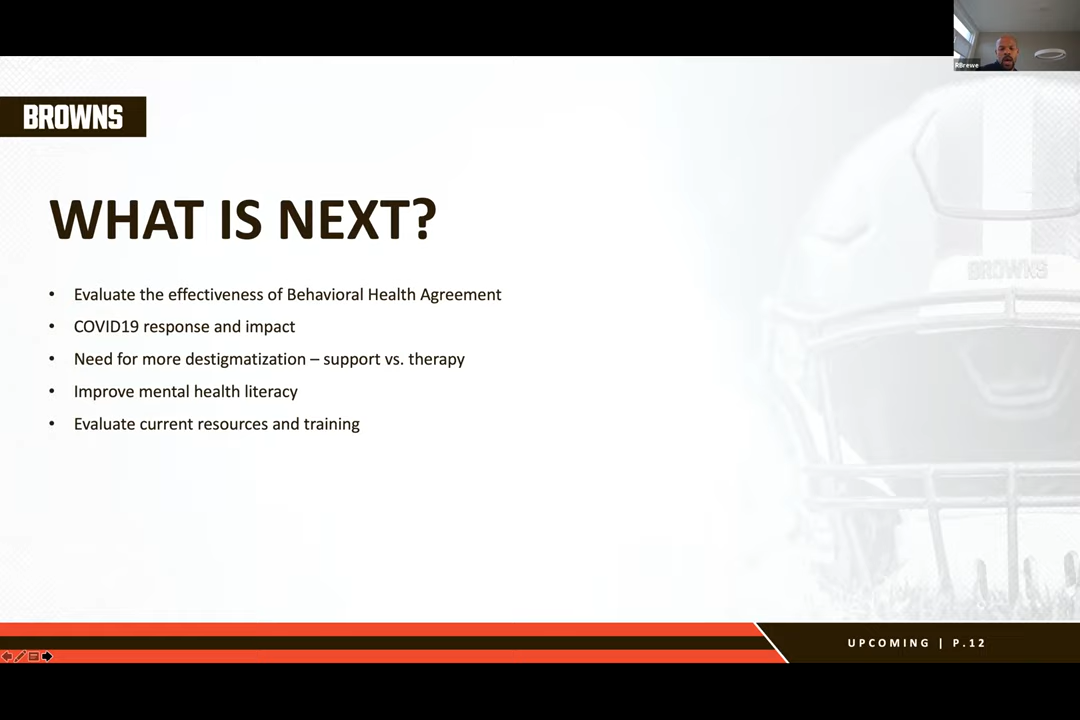 RBrewe
BROWNS
WHAT IS NEXT?
• Evaluate the effectiveness of Behavioral Health Agreement
BROWNS
• COVID19 response and impact
• Need for more destigmatization – support vs. therapy
• Improve mental health literacy
• Evaluate current resources and training
UPCOMING | P.12